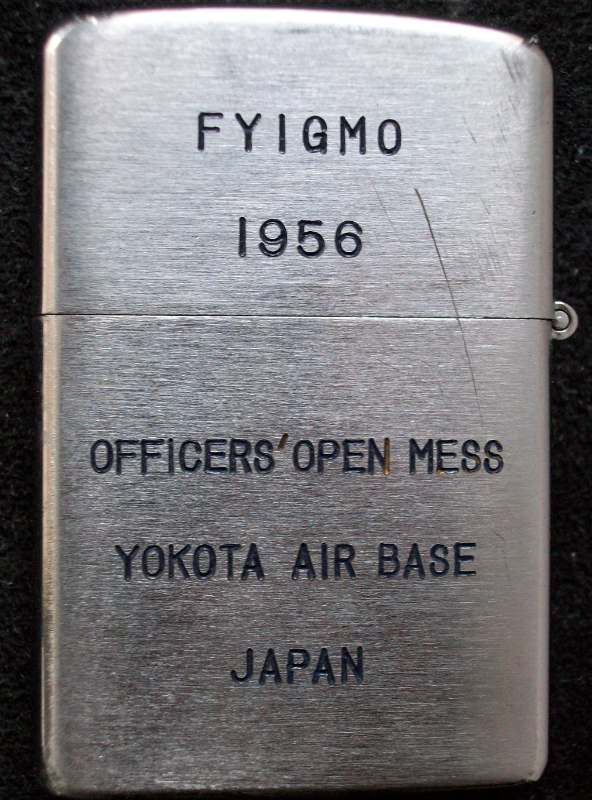 FYIGMO
1956
OFFICERS' OPEN MESS
YOKOTA AIR BASE
JAPAN